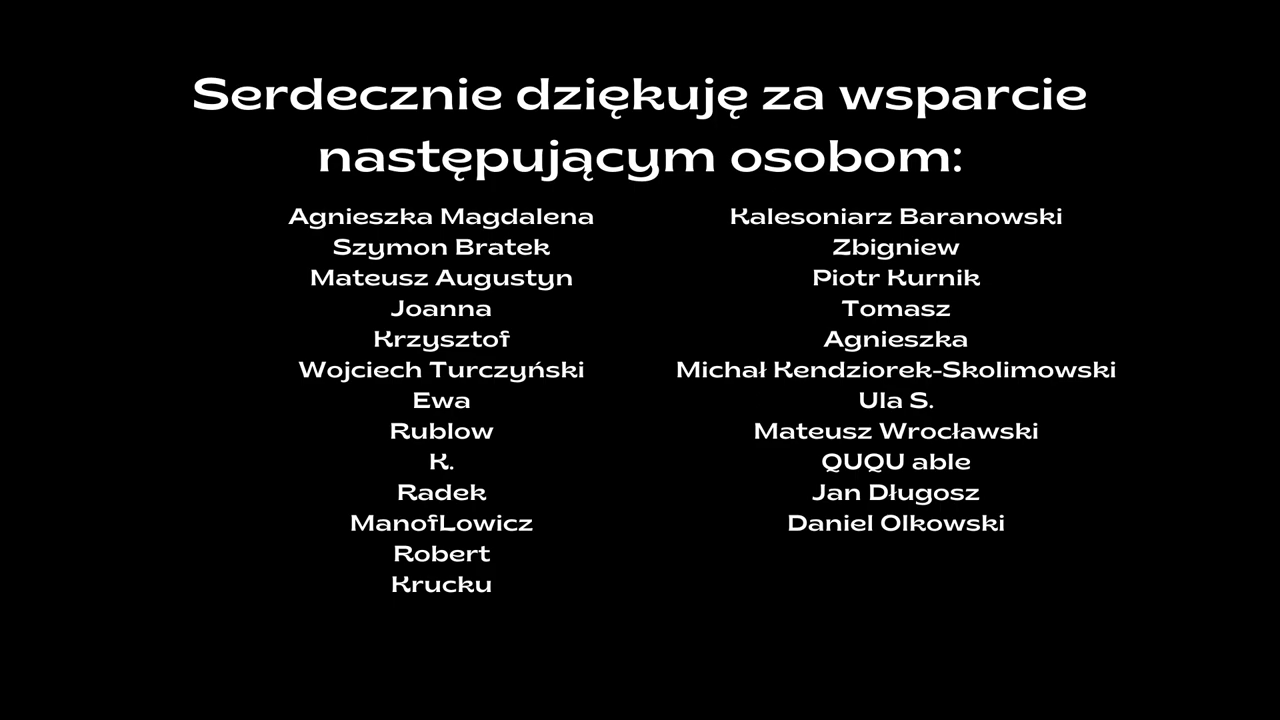 Serdecznie dziękuję za wsparcie
następującym osobom:
Agnieszka Magdalena
Szymon Bratek
Mateusz Augustyn
Joanna
Krzysztof
Wojciech Turczyński
Ewa
Rublow
K.
Radek
ManofLowicz
Robert
Krucku
Kalesoniarz Baranowski
Zbigniew
Piotr Kurnik
Tomasz
Agnieszka
Michał Kendziorek-Skolimowski
Ula S.
Mateusz Wrocławski
QUQU able
Jan Długosz
Daniel Olkowski